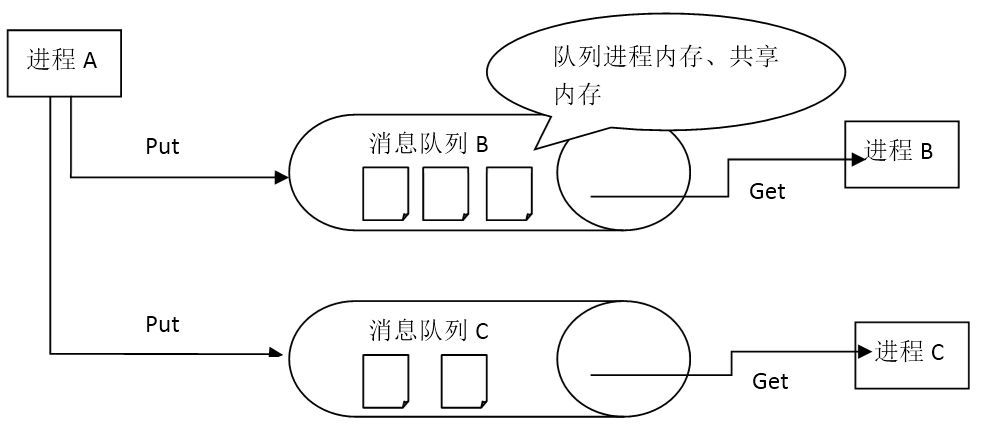 进程 A
队列进程内存、共享
内存
Put
消息队列 B
进程 B
Get
Put
消息队列 C
进程 C
Get